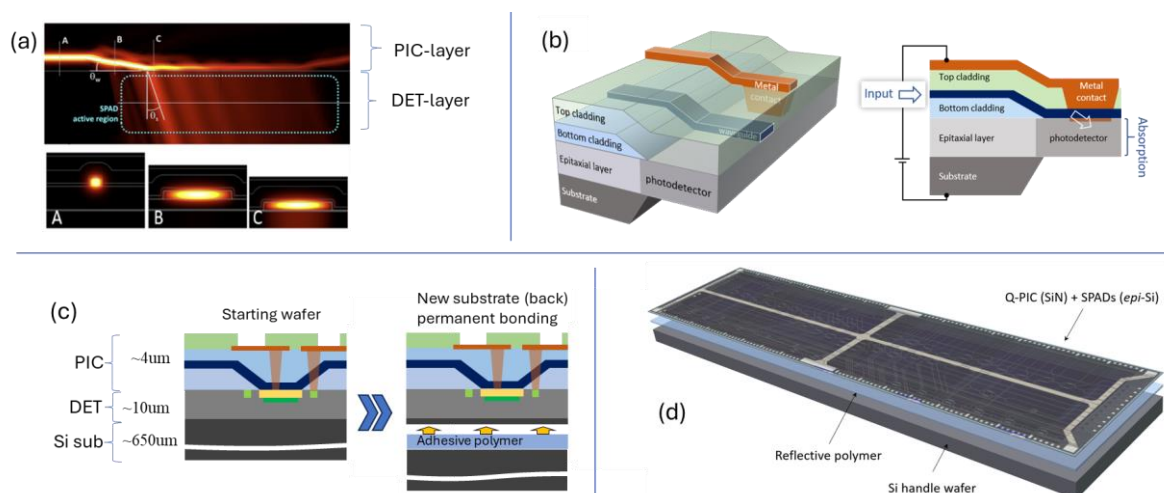 (a)
A
B
C
θw
θs
SPAD
active region
PIC-layer
DET-layer
A
B
C
(b)
Metal
contact
waveguide
Top cladding
Bottom cladding
Epitaxial layer
photodetector
Substrate
Input
Top cladding
Metal
contact
Bottom cladding
Epitaxial layer
photodetector
Substrate
Absorption
(c)
Starting wafer
New substrate (back)
permanent bonding
PIC
~4um
DET
~10um
Si sub
~650um
Adhesive polymer
(d)
Q-PIC (SiN) + SPADs (epi-Si)
Reflective polymer
Si handle wafer